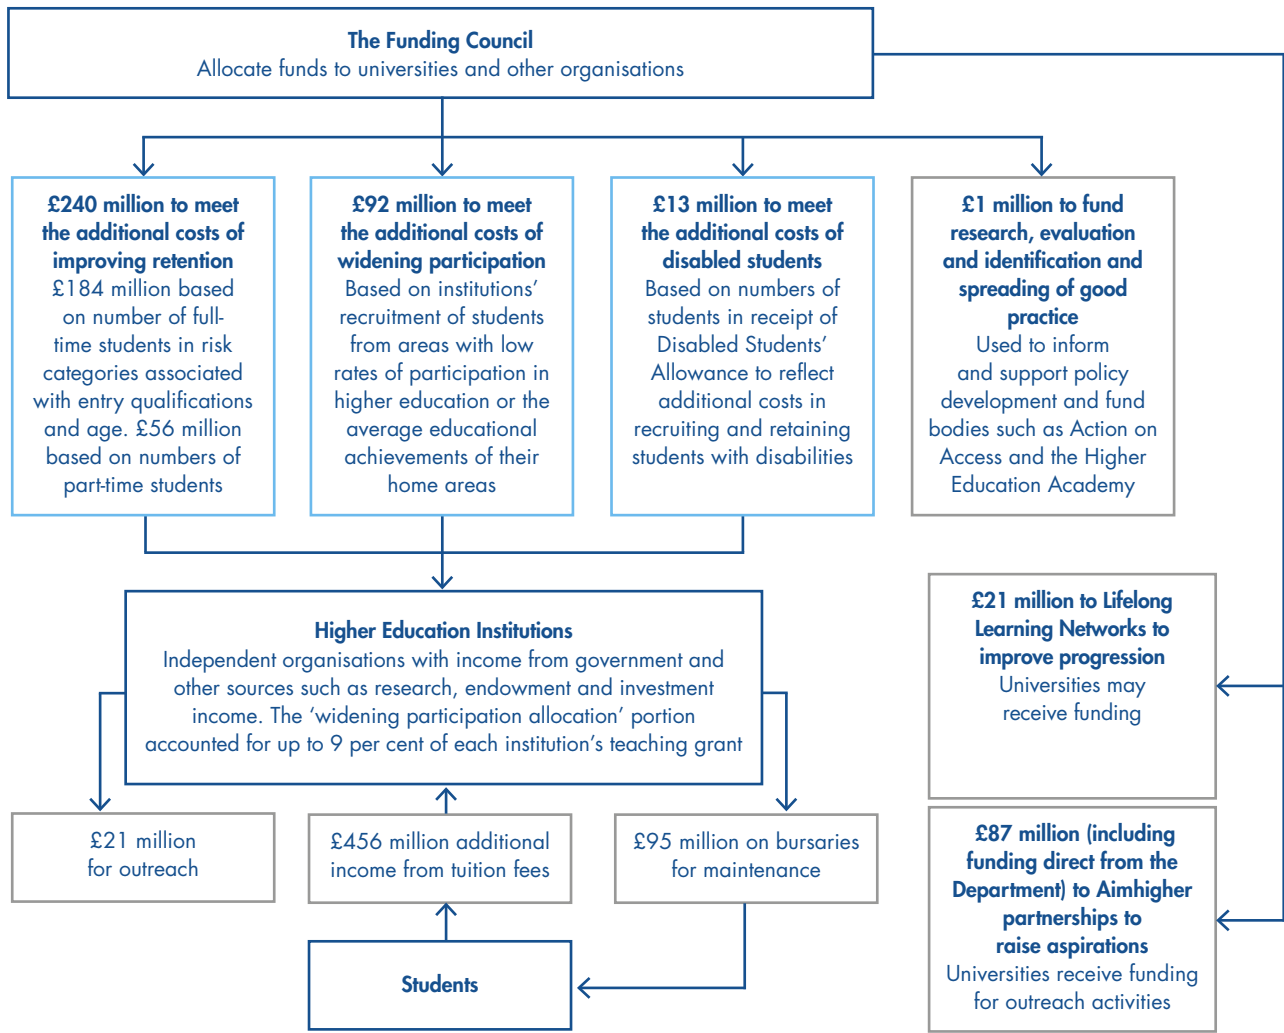 The Funding Council
Allocate funds to universities and other organisations
£240 million to meet
the additional costs of
improving retention
£184 million based
on number of full-
time students in risk
categories associated
with entry qualifications
and age. £56 million
based on numbers of
part-time students
£92 million to meet
the additional costs of
widening participation
Based on institutions’
recruitment of students
from areas with low
rates of participation in
higher education or the
average educational
achievements of their
home areas
£13 million to meet
the additional costs of
disabled students
Based on numbers of
students in receipt of
Disabled Students’
Allowance to reflect
additional costs in
recruiting and retaining
students with disabilities
£1 million to fund
research, evaluation
and identification and
spreading of good
practice
Used to inform
and support policy
development and fund
bodies such as Action on
Access and the Higher
Education Academy
Higher Education Institutions
Independent organisations with income from government and
other sources such as research, endowment and investment
income. The ‘widening participation allocation’ portion
accounted for up to 9 per cent of each institution’s teaching grant
£21 million to Lifelong
Learning Networks to
improve progression
Universities may
receive funding
£21 million
for outreach
£456 million additional
income from tuition fees
£95 million on bursaries
for maintenance
£87 million (including
funding direct from the
Department) to Aimhigher
partnerships to
raise aspirations
Universities receive funding
for outreach activities
Students